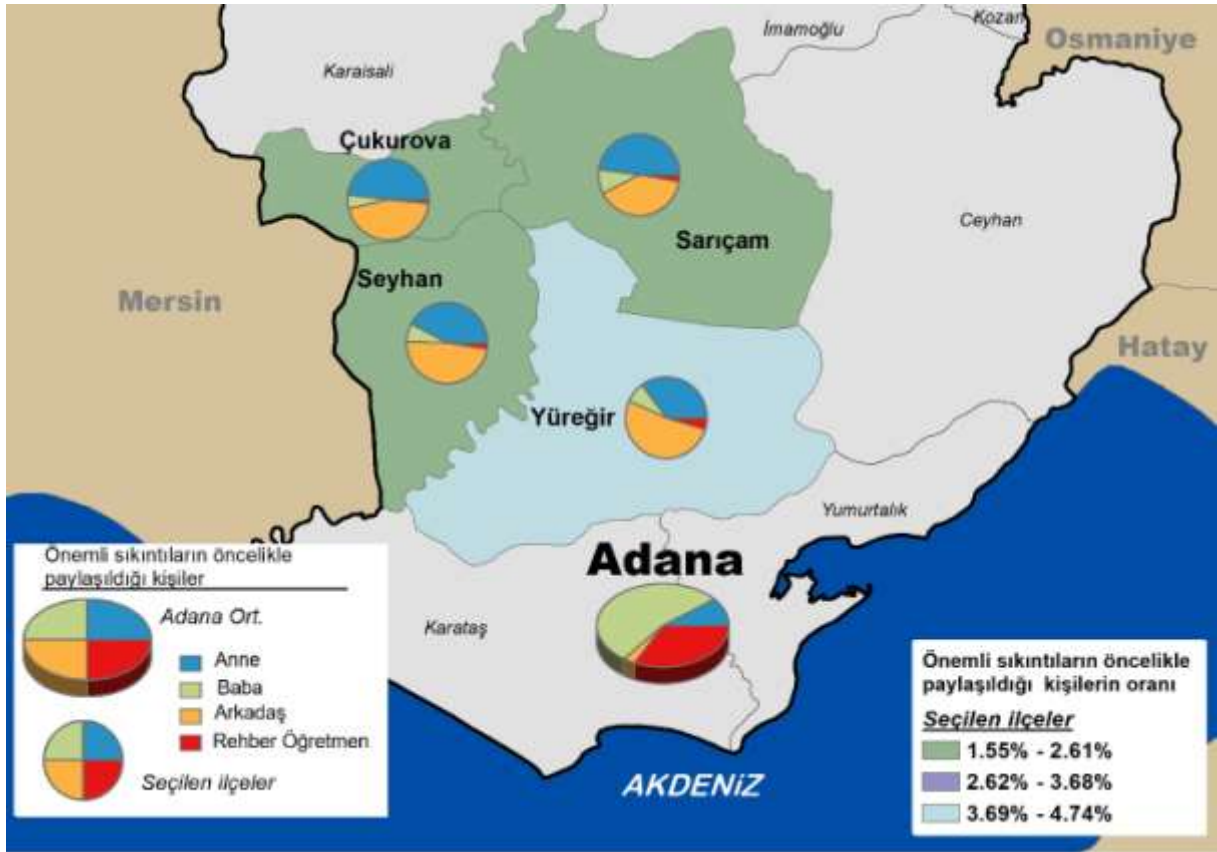 İmamoğlu
Kozan
Osmaniye
Karaisali
Çukurova
Sarıçam
Ceyhan
Seyhan
Mersin
Hatay
Yüreğir
Yumurtalık
Adana
Karataş
AKDENİZ
Önemli sıkıntıların öncelikle
paylaşıldığı kişiler
Adana Ort.
Anne
Baba
Arkadaş
Rehber Öğretmen
Seçilen ilçeler
Önemli sıkıntıların öncelikle
paylaşıldığı kişilerin oranı
Seçilen ilçeler
1.55% - 2.61%
2.62% - 3.68%
3.69% - 4.74%